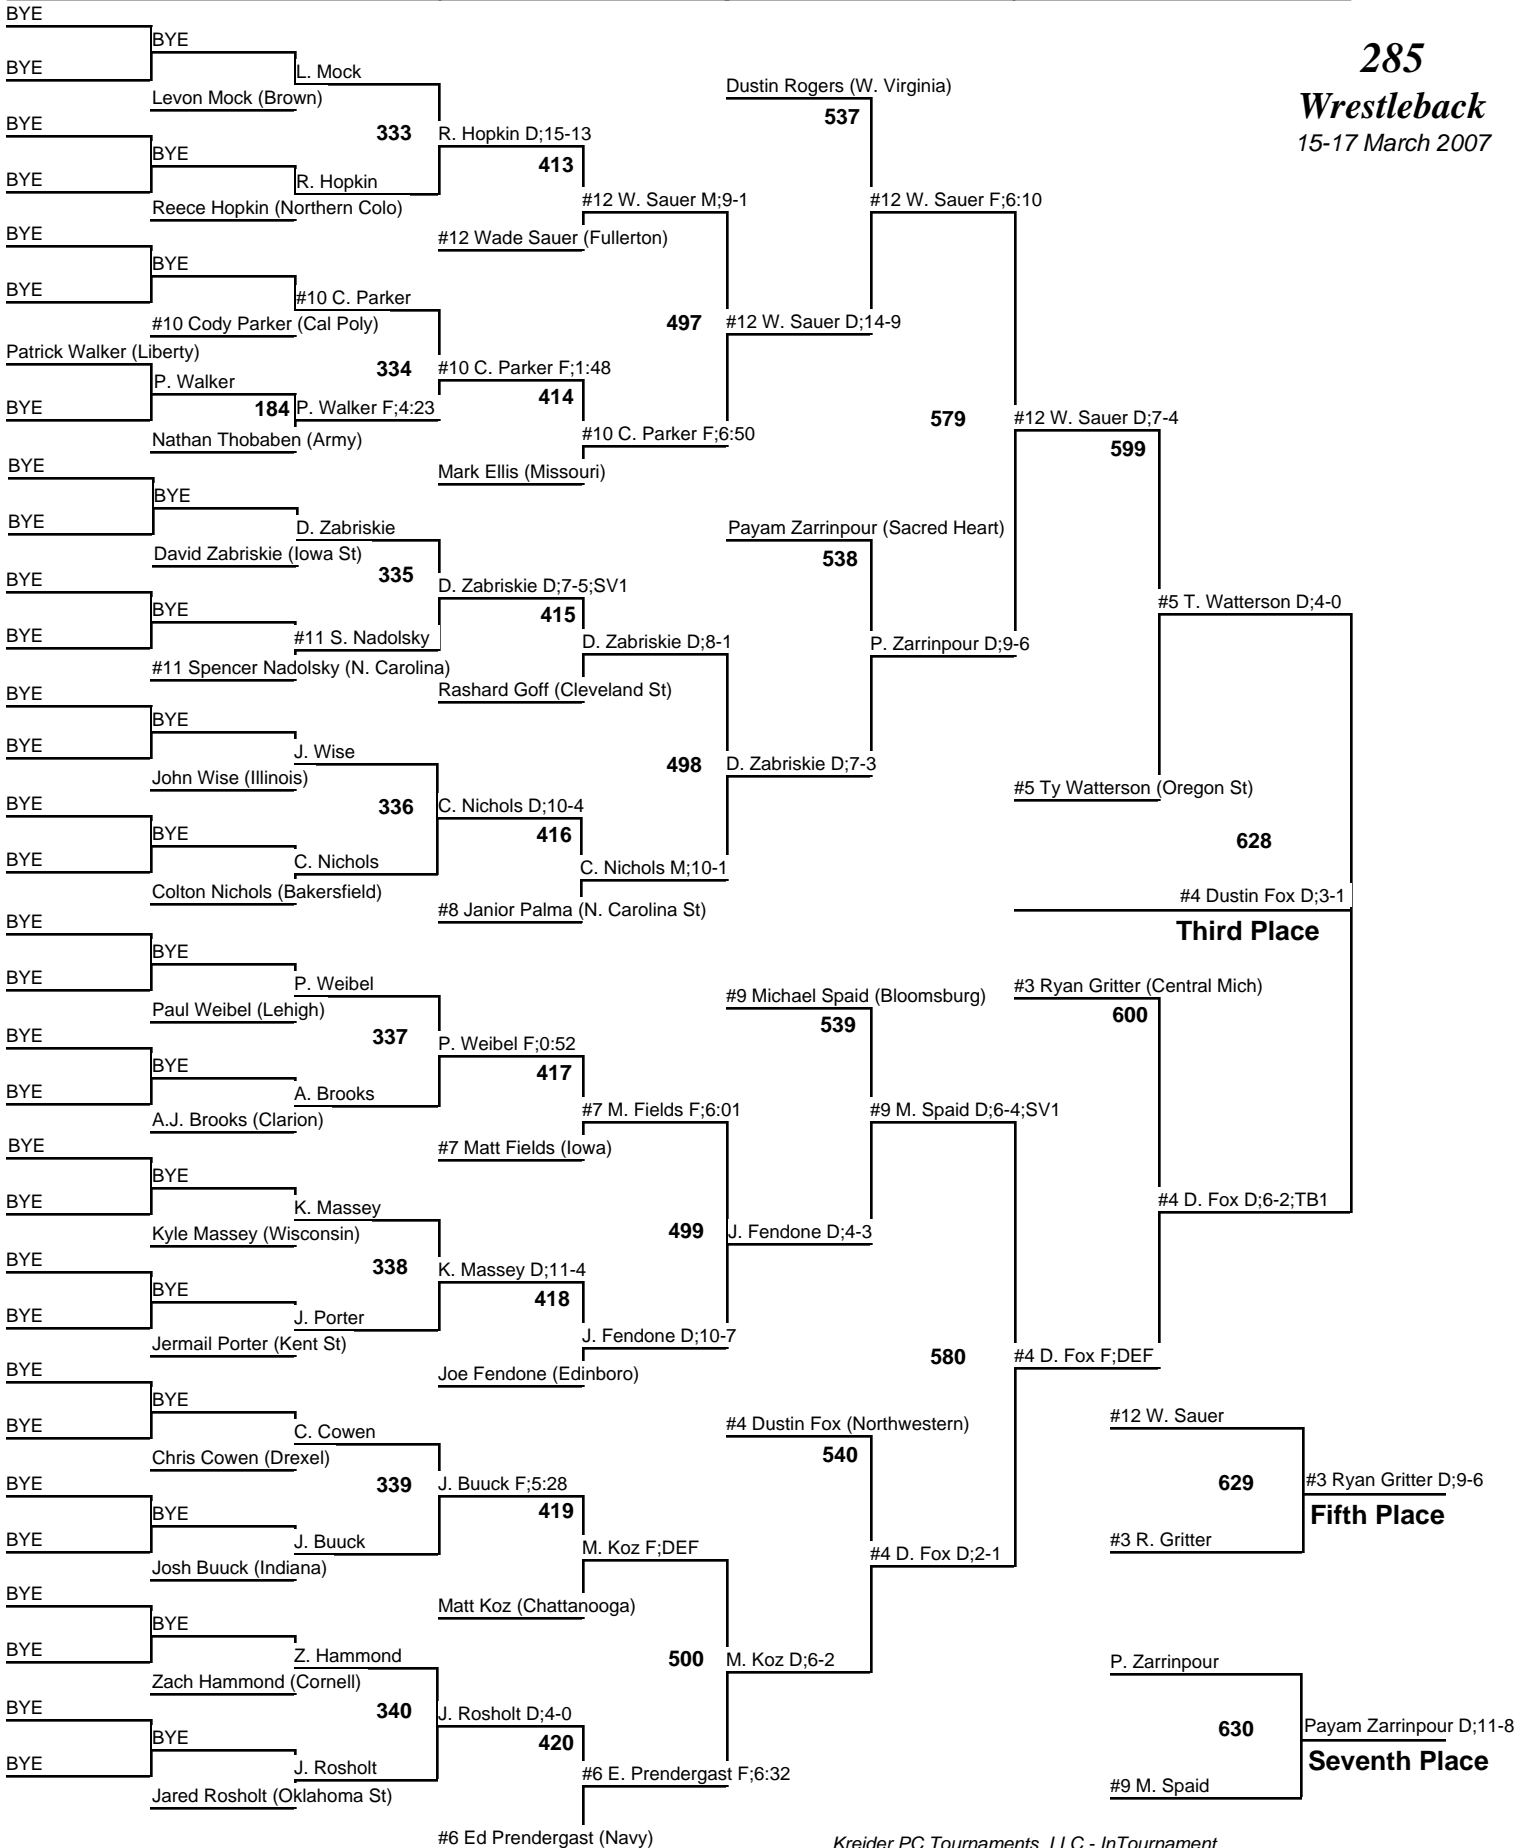 285
Wrestleback
15-17 March 2007
BYE
BYE
BYE
L. Mock
Levon Mock (Brown)
333
BYE
BYE
BYE
R. Hopkin
Reece Hopkin (Northern Colo)
R. Hopkin D;15-13
413
#12 W. Sauer M;9-1
#12 Wade Sauer (Fullerton)
BYE
BYE
BYE
#10 C. Parker
#10 Cody Parker (Cal Poly)
334
Patrick Walker (Liberty)
P. Walker
BYE
184
P. Walker F;4:23
Nathan Thobaben (Army)
#10 C. Parker F;1:48
414
#10 C. Parker F;6:50
Mark Ellis (Missouri)
497
#12 W. Sauer D;14-9
Dustin Rogers (W. Virginia)
537
#12 W. Sauer F;6:10
BYE
BYE
BYE
D. Zabriskie
David Zabriskie (Iowa St)
335
BYE
BYE
BYE
#11 S. Nadolsky
#11 Spencer Nadolsky (N. Carolina)
D. Zabriskie D;7-5;SV1
415
D. Zabriskie D;8-1
Rashard Goff (Cleveland St)
BYE
BYE
BYE
J. Wise
John Wise (Illinois)
336
BYE
BYE
BYE
C. Nichols
Colton Nichols (Bakersfield)
C. Nichols D;10-4
416
C. Nichols M;10-1
#8 Janior Palma (N. Carolina St)
498
D. Zabriskie D;7-3
Payam Zarrinpour (Sacred Heart)
538
P. Zarrinpour D;9-6
579
#12 W. Sauer D;7-4
599
#5 T. Watterson D;4-0
#5 Ty Watterson (Oregon St)
628
#4 Dustin Fox D;3-1
Third Place
BYE
BYE
BYE
P. Weibel
Paul Weibel (Lehigh)
337
BYE
BYE
BYE
A. Brooks
A.J. Brooks (Clarion)
P. Weibel F;0:52
417
#7 M. Fields F;6:01
#7 Matt Fields (Iowa)
BYE
BYE
BYE
K. Massey
Kyle Massey (Wisconsin)
338
BYE
BYE
BYE
J. Porter
Jermail Porter (Kent St)
K. Massey D;11-4
418
J. Fendone D;10-7
Joe Fendone (Edinboro)
499
J. Fendone D;4-3
#9 Michael Spaid (Bloomsburg)
539
#9 M. Spaid D;6-4;SV1
#3 Ryan Gritter (Central Mich)
600
#4 D. Fox D;6-2;TB1
BYE
BYE
BYE
C. Cowen
Chris Cowen (Drexel)
339
BYE
BYE
BYE
J. Buuck
Josh Buuck (Indiana)
J. Buuck F;5:28
419
M. Koz F;DEF
Matt Koz (Chattanooga)
BYE
BYE
BYE
Z. Hammond
Zach Hammond (Cornell)
340
BYE
BYE
BYE
J. Rosholt
Jared Rosholt (Oklahoma St)
J. Rosholt D;4-0
420
#6 E. Prendergast F;6:32
#6 Ed Prendergast (Navy)
500
M. Koz D;6-2
#4 Dustin Fox (Northwestern)
540
#4 D. Fox D;2-1
580
#4 D. Fox F;DEF
#12 W. Sauer
629
#3 R. Gritter
#3 Ryan Gritter D;9-6
Fifth Place
P. Zarrinpour
630
#9 M. Spaid
Payam Zarrinpour D;11-8
Seventh Place
Kreider PC Tournaments, LLC - InTournament